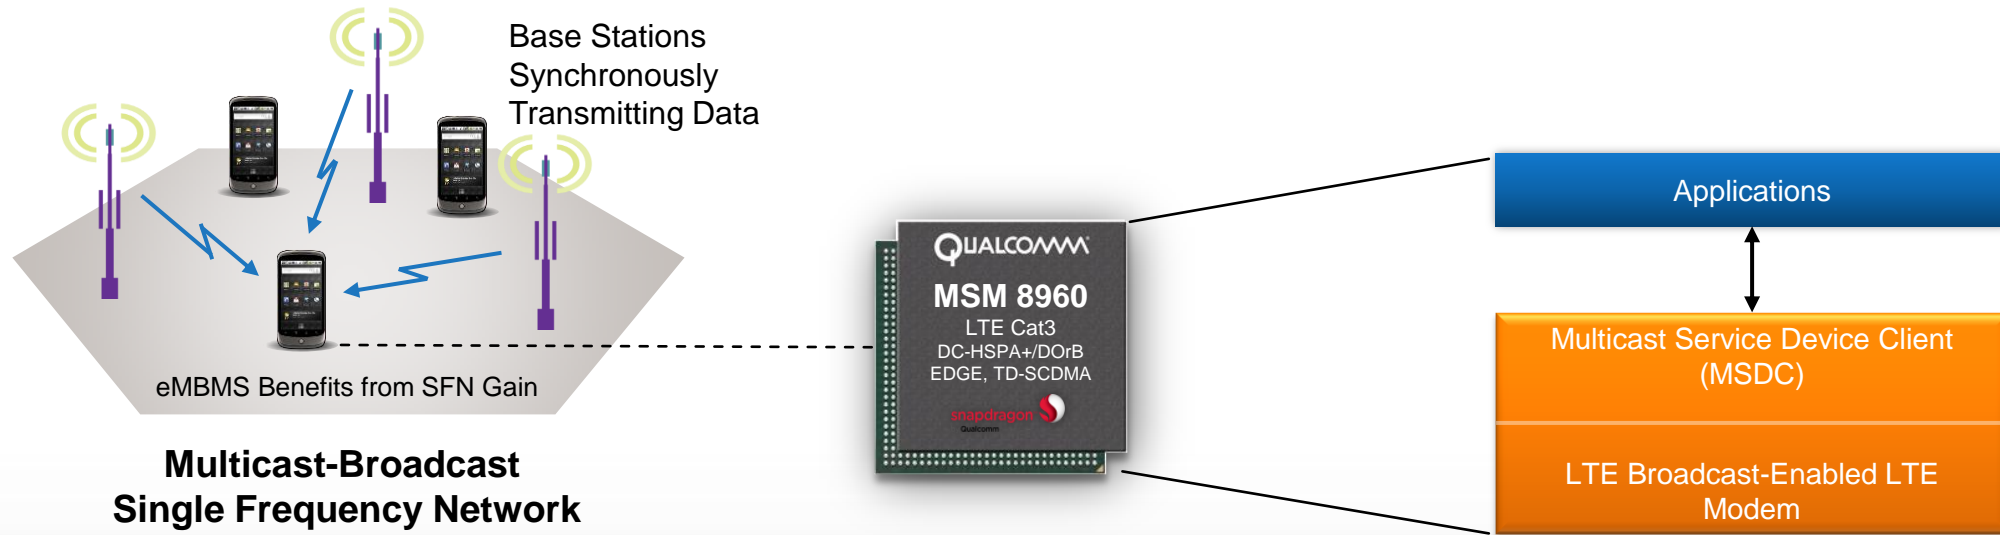 Base Stations
Synchronously
Transmitting Data
eMBMS Benefits from SFN Gain
Multicast-Broadcast
Single Frequency Network
QUALCOMM
MSM 8960
LTE Cat3
DC-HSPA+/DOrB
EDGE, TD-SCDMA
snapdragon
Qualcomm
Applications
Multicast Service Device Client
(MSDC)
LTE Broadcast-Enabled LTE
Modem